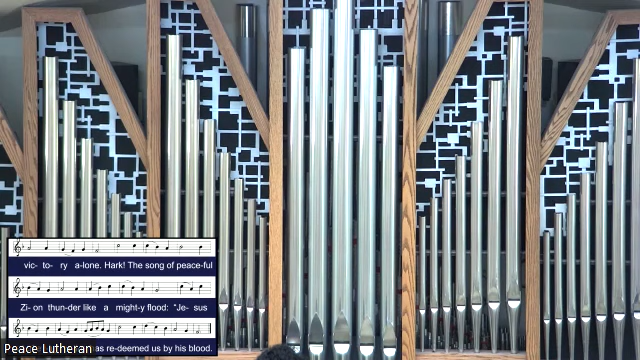 vic- to- ry a-lone. Hark! The song of peace-ful
Zi- on thun-der like a might-y flood: "Je- sus
as re-deemed us by his blood.
Peace Lutheran